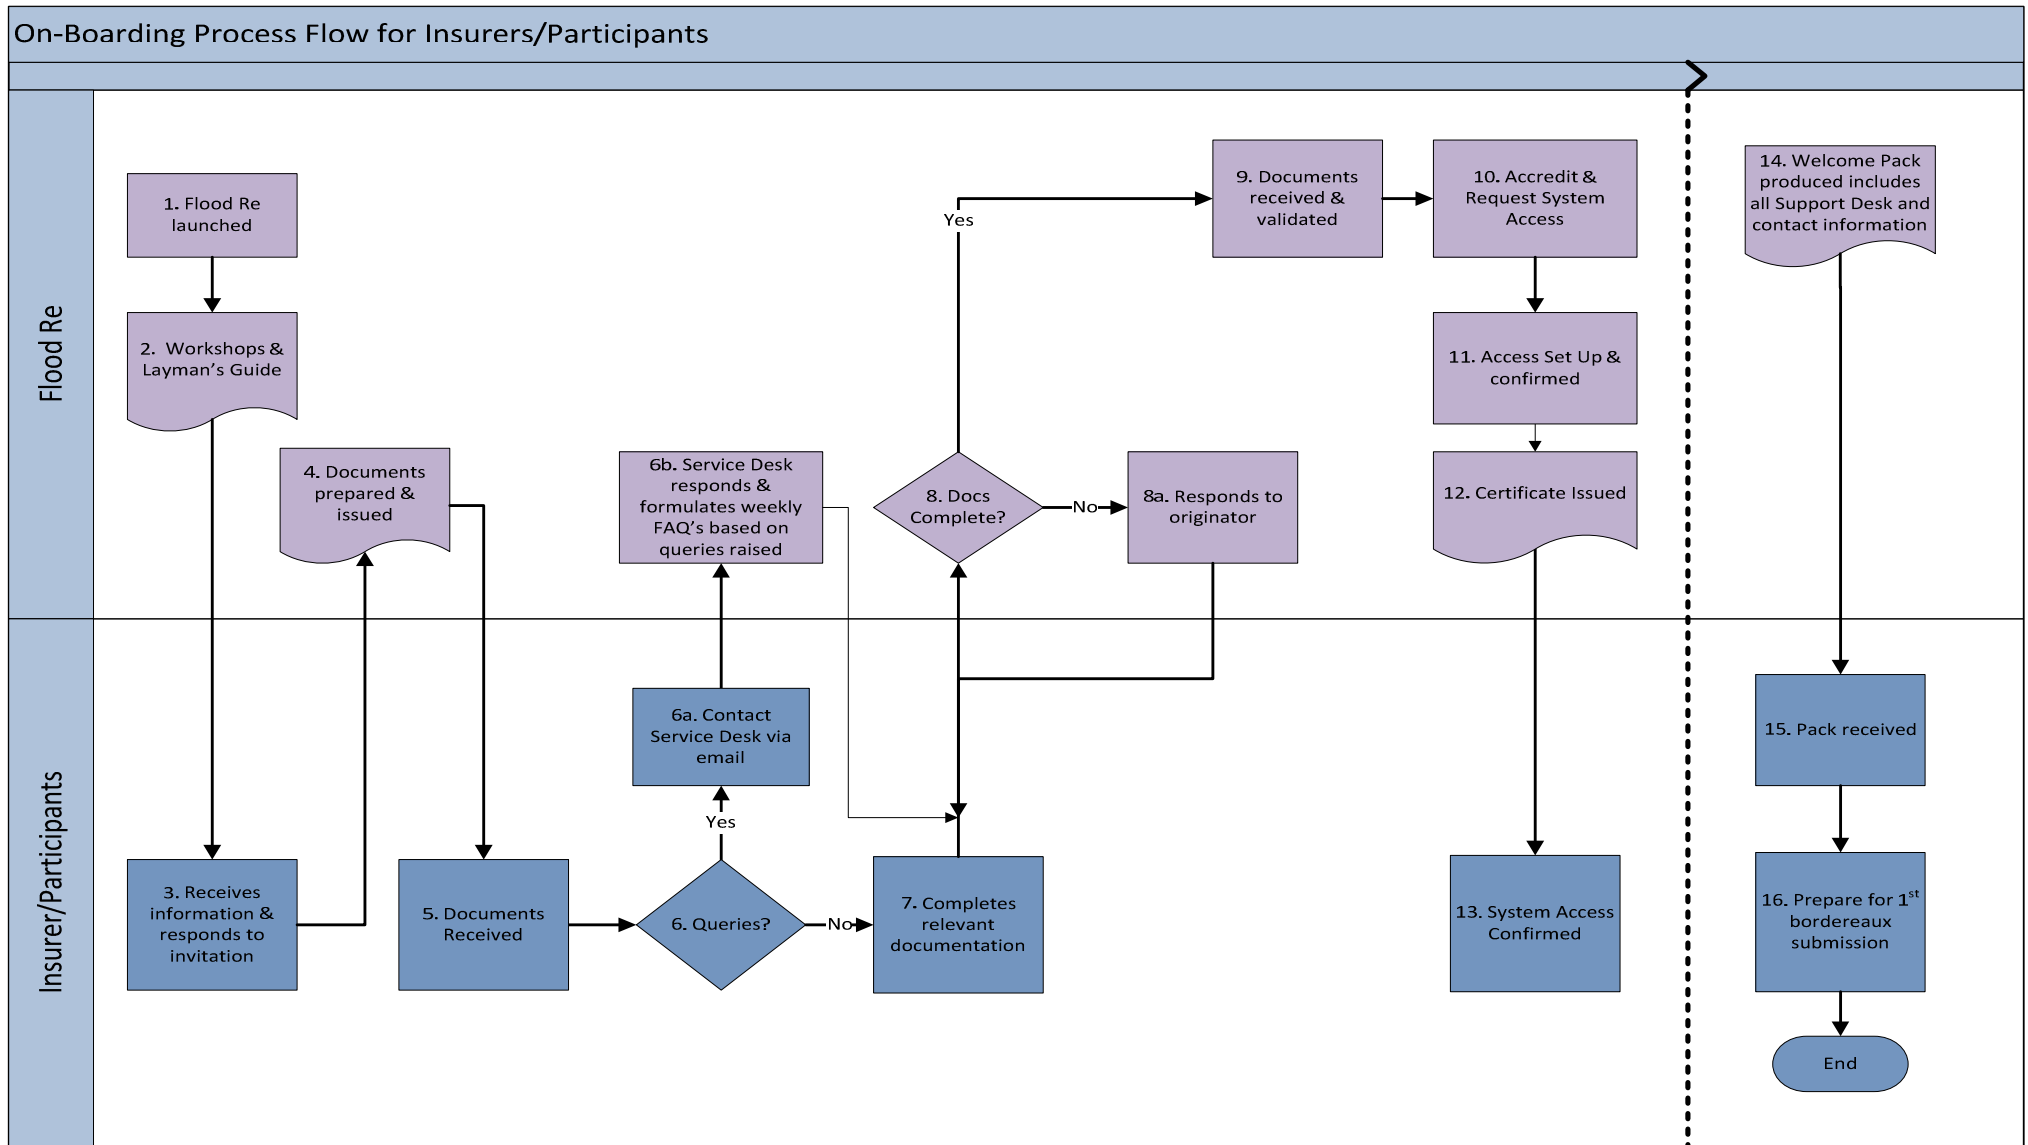 On-Boarding Process Flow for Insurers/Participants
Flood Re
1. Flood Re
launched
2.  Workshops &
Layman's Guide
4. Documents
prepared &
issued
6b. Service Desk
responds &
formulates weekly
FAQ's based on
queries raised
8. Docs
Complete?
Yes
No
8a. Responds to
originator
9. Documents
received &
validated
10. Accredit &
Request System
Access
11. Access Set Up &
confirmed
12. Certificate Issued
14. Welcome Pack
produced includes
all Support Desk and
contact information
Insurer/Participants
3. Receives
information &
responds to
invitation
5. Documents
Received
6. Queries?
Yes
No
6a. Contact
Service Desk via
email
7. Completes
relevant
documentation
13. System Access
Confirmed
15. Pack received
16. Prepare for 1st
bordereaux
submission
End